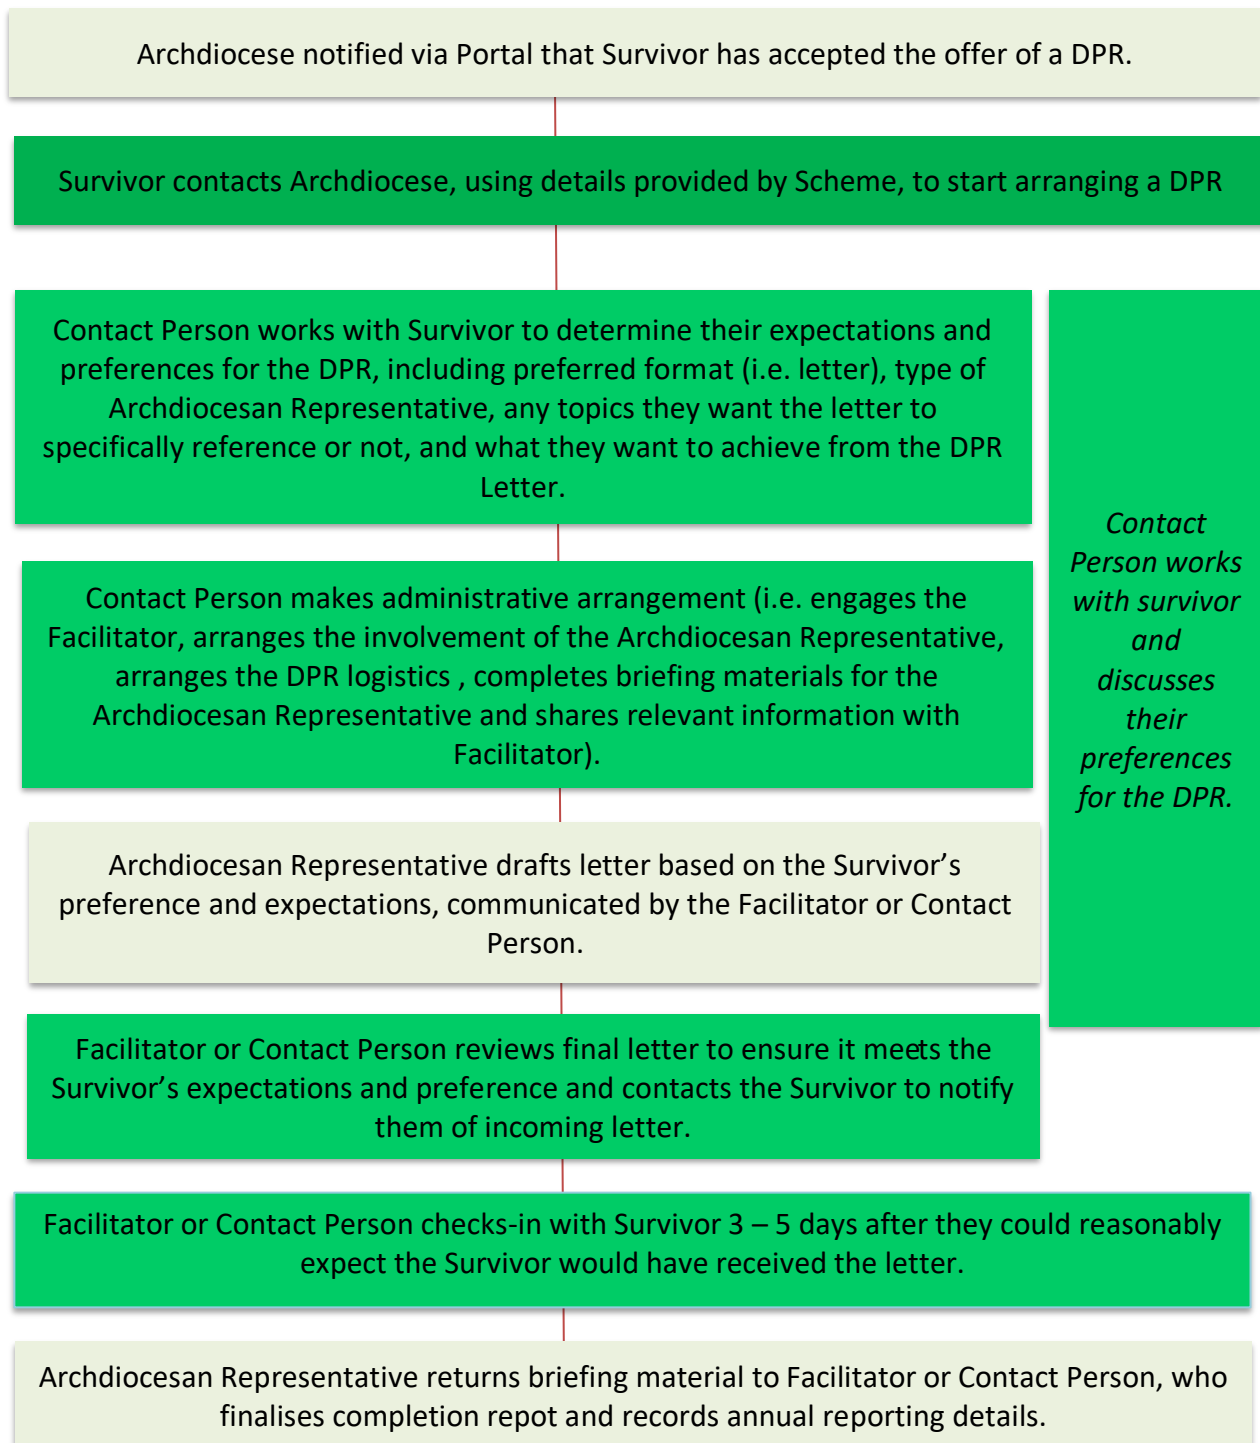 Archdiocese notified via Portal that Survivor has accepted the offer of a DPR.
Survivor contacts Archdiocese, using details provided by Scheme, to start arranging a DPR
Contact Person works with Survivor to determine their expectations and
preferences for the DPR, including preferred format (i.e. letter), type of
Archdiocesan Representative, any topics they want the letter to
specifically reference or not, and what they want to achieve from the DPR
Letter.
Contact Person makes administrative arrangement (i.e. engages the
Facilitator, arranges the involvement of the Archdiocesan Representative,
arranges the DPR logistics , completes briefing materials for the
Archdiocesan Representative and shares relevant information with
Facilitator).
Contact
Person works
with survivor
and
discusses
their
preferences
for the DPR.
Archdiocesan Representative drafts letter based on the Survivor’s
preference and expectations, communicated by the Facilitator or Contact
Person.
Facilitator or Contact Person reviews final letter to ensure it meets the
Survivor’s expectations and preference and contacts the Survivor to notify
them of incoming letter.
Facilitator or Contact Person checks-in with Survivor 3 – 5 days after they could reasonably
expect the Survivor would have received the letter.
Archdiocesan Representative returns briefing material to Facilitator or Contact Person, who
finalises completion repot and records annual reporting details.